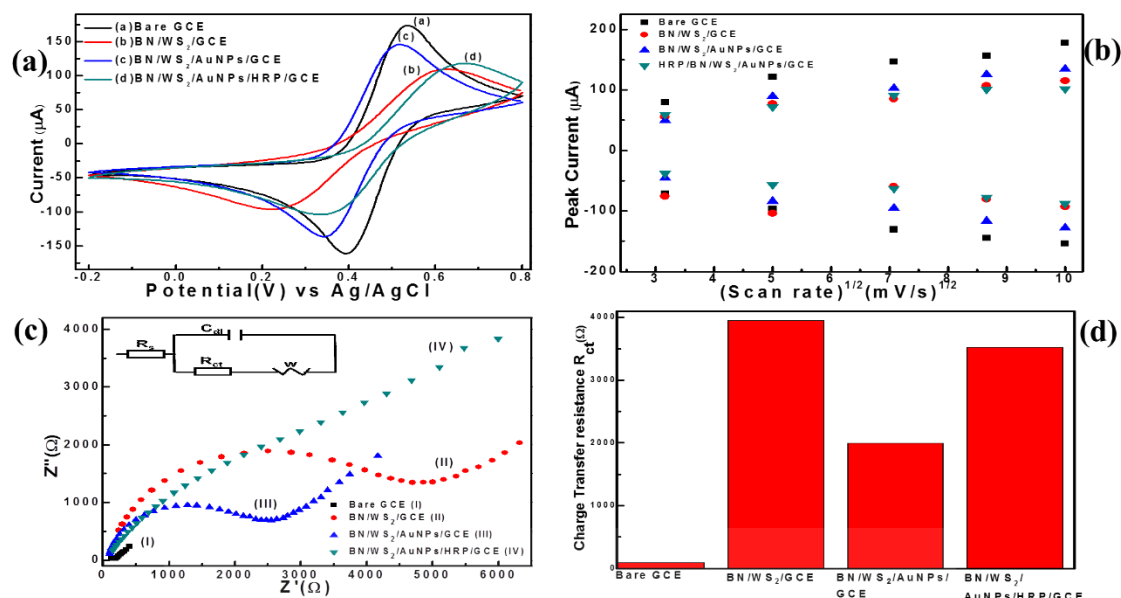 (a)
(a)Bare GCE
(b)BN/WS2/GCE
(c)BN/WS2/AuNPs/GCE
(d)BN/WS2/AuNPs/HRP/GCE
(a)
(c)
(b)
(d)
150
100
50
0
-50
-100
-150
Current (μA)
-0.2
0.0
0.2
0.4
0.6
0.8
Potential(V) vs Ag/AgCl
(b)
Bare GCE
BN/WS2/GCE
BN/WS2/AuNPs/GCE
HRP/BN/WS2/AuNPs/GCE
200
100
0
-100
-200
Peak Current (μA)
3
4
5
6
7
8
9
10
(Scan rate)1/2(mV/s)1/2
(c)
Rs
Cdl
Rct
W
(I)
(II)
(III)
(IV)
Bare GCE (I)
BN/WS2/GCE (II)
BN/WS2/AuNPs/GCE (III)
BN/WS2/AuNPs/HRP/GCE (IV)
4000
3000
2000
1000
0
Z"(Ω)
0
1000
2000
3000
4000
5000
6000
Z'(Ω)
(d)
4000
3000
2000
1000
0
Charge Transfer resistance Rct(Ω)
Bare GCE
BN/WS2/GCE
BN/WS2/AuNPs/
GCE
BN/WS2/
AuNPs/HRP/GCE